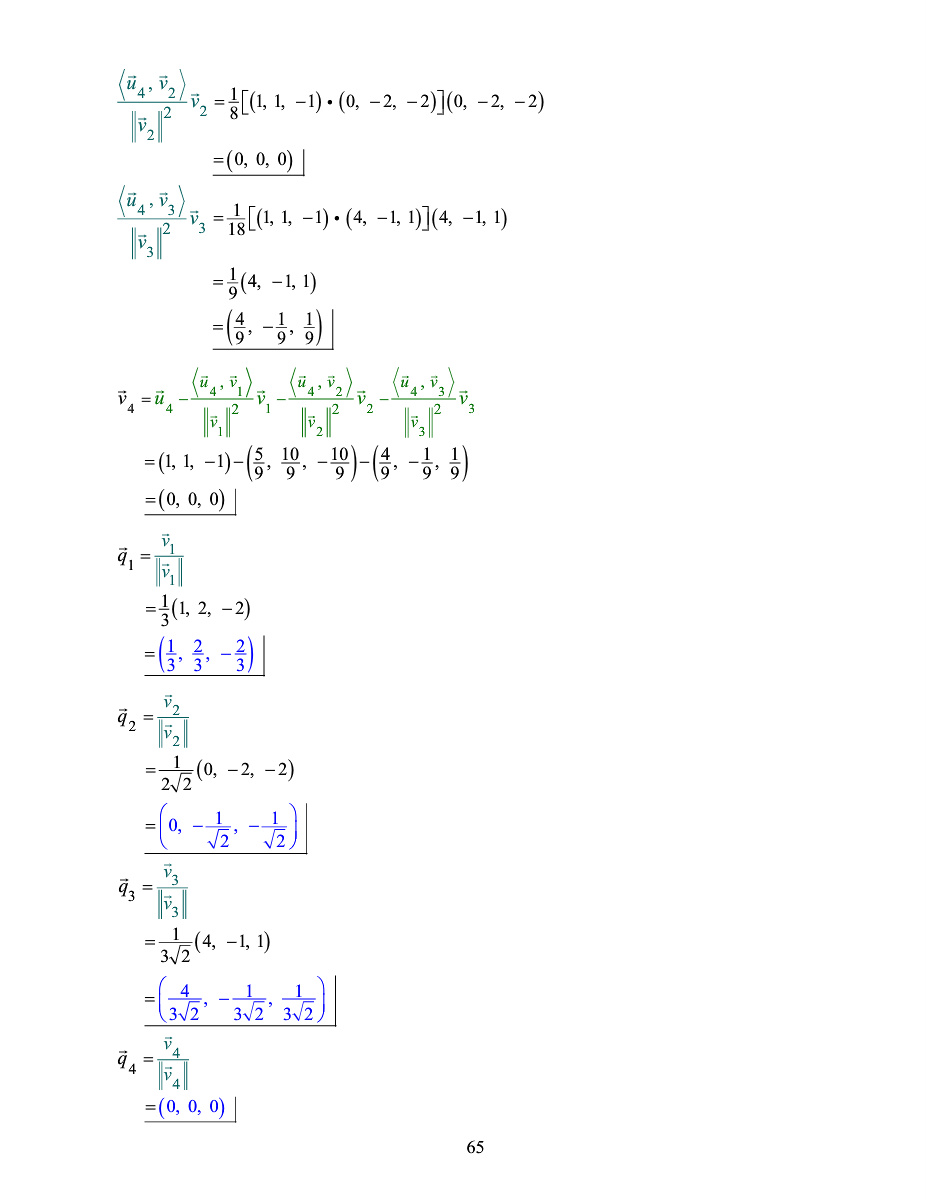 $\frac{\langle \vec{u}_4, \vec{v}_2 \rangle}{\|\vec{v}_2\|^2} \vec{v}_2 = \frac{1}{8}[(1, 1, -1) \bullet (0, -2, -2)](0, -2, -2)$
$= (0, 0, 0)$
$\frac{\langle \vec{u}_4, \vec{v}_3 \rangle}{\|\vec{v}_3\|^2} \vec{v}_3 = \frac{1}{18}[(1, 1, -1) \bullet (4, -1, 1)](4, -1, 1)$
$= \frac{1}{9}(4, -1, 1)$
$= \left(\frac{4}{9}, -\frac{1}{9}, \frac{1}{9}\right)$
$\vec{v}_4 = \vec{u}_4 - \frac{\langle \vec{u}_4, \vec{v}_1 \rangle}{\|\vec{v}_1\|^2} \vec{v}_1 - \frac{\langle \vec{u}_4, \vec{v}_2 \rangle}{\|\vec{v}_2\|^2} \vec{v}_2 - \frac{\langle \vec{u}_4, \vec{v}_3 \rangle}{\|\vec{v}_3\|^2} \vec{v}_3$
$= (1, 1, -1) - \left(\frac{5}{9}, \frac{10}{9}, -\frac{10}{9}\right) - \left(\frac{4}{9}, -\frac{1}{9}, \frac{1}{9}\right)$
$= (0, 0, 0)$
$\vec{q}_1 = \frac{\vec{v}_1}{\|\vec{v}_1\|}$
$= \frac{1}{3}(1, 2, -2)$
$= \left(\frac{1}{3}, \frac{2}{3}, -\frac{2}{3}\right)$
$\vec{q}_2 = \frac{\vec{v}_2}{\|\vec{v}_2\|}$
$= \frac{1}{2\sqrt{2}}(0, -2, -2)$
$= \left(0, -\frac{1}{\sqrt{2}}, -\frac{1}{\sqrt{2}}\right)$
$\vec{q}_3 = \frac{\vec{v}_3}{\|\vec{v}_3\|}$
$= \frac{1}{3\sqrt{2}}(4, -1, 1)$
$= \left(\frac{4}{3\sqrt{2}}, -\frac{1}{3\sqrt{2}}, \frac{1}{3\sqrt{2}}\right)$
$\vec{q}_4 = \frac{\vec{v}_4}{\|\vec{v}_4\|}$
$= (0, 0, 0)$
65